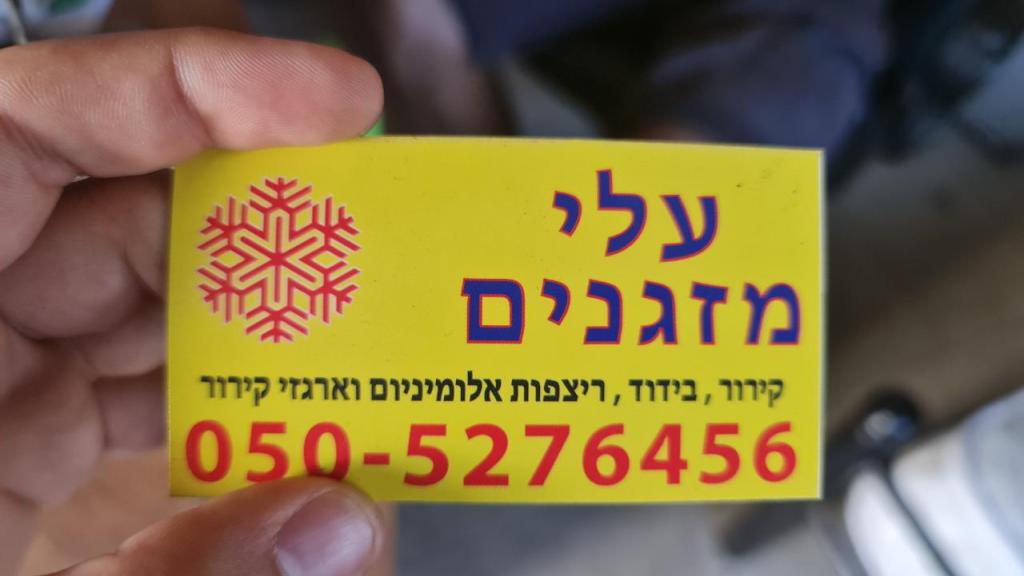 עלי
מזגנים
קירור, בידוד, ריצפות אלומיניום וארגזי קירור
050-5276456